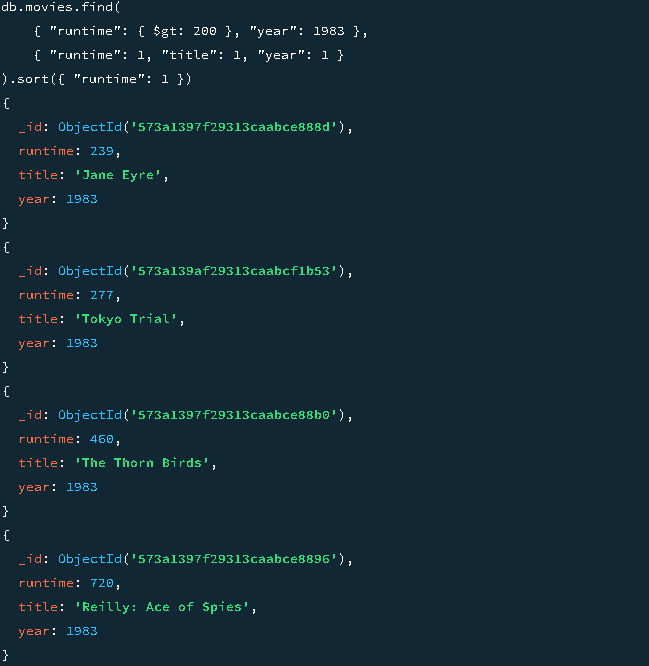 db.movies.find(
    { "runtime": { $gt: 200 }, "year": 1983 },
    { "runtime": 1, "title": 1, "year": 1 }
).sort({ "runtime": 1 })
{
  _id: ObjectId('573a1397f29313caabce888d'),
  runtime: 239,
  title: 'Jane Eyre',
  year: 1983
}
{
  _id: ObjectId('573a139af29313caabcf1b53'),
  runtime: 277,
  title: 'Tokyo Trial',
  year: 1983
}
{
  _id: ObjectId('573a1397f29313caabce88b0'),
  runtime: 460,
  title: 'The Thorn Birds',
  year: 1983
}
{
  _id: ObjectId('573a1397f29313caabce8896'),
  runtime: 720,
  title: 'Reilly: Ace of Spies',
  year: 1983
}